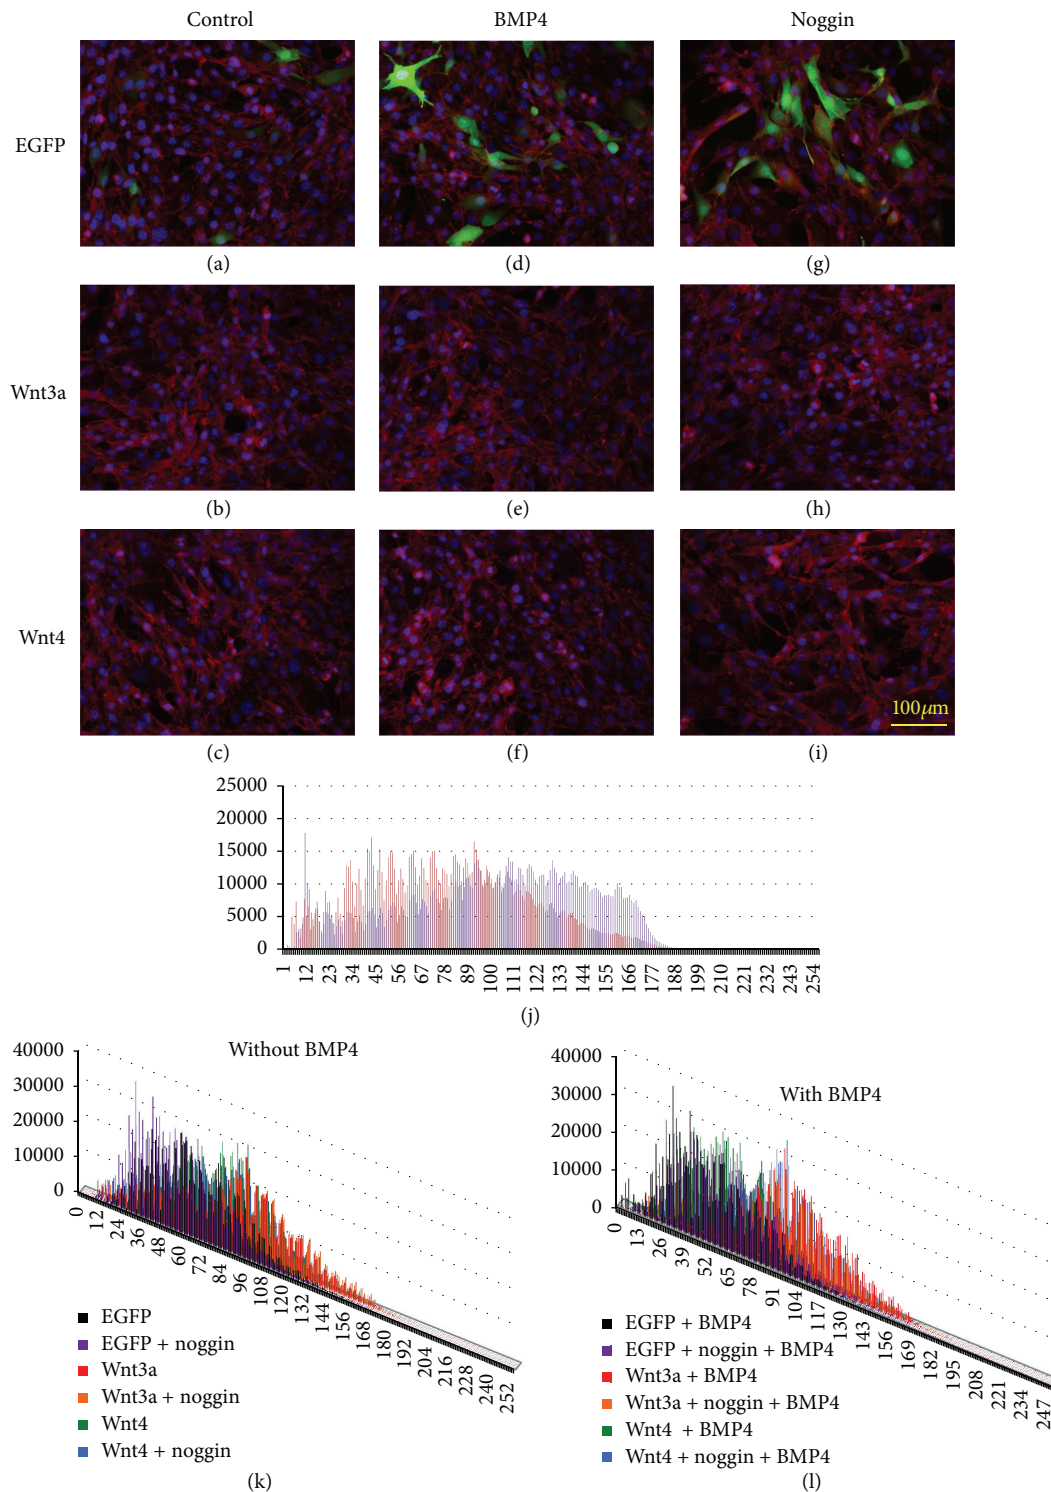 Control BMP4 Noggin
EGFP
(a) (d) (g)
Wnt3a
(b) (e) (h)
Wnt4
100μm
(c) (f) (i)
25000
20000
15000
10000
5000
0
1 12 23 34 45 56 67 78 89 100 111 122 133 144 155 166 177 188 199 210 221 232 243 254
(j)
Without BMP4
40000
30000
20000
10000
0
0 12 24 36 48 60 72 84 96 108 120 132 144 156 168 180 192 204 216 228 240 252
EGFP
EGFP + noggin
Wnt3a
Wnt3a + noggin
Wnt4
Wnt4 + noggin
(k)
With BMP4
40000
30000
20000
10000
0
0 13 26 39 52 65 78 91 104 117 130 143 156 169 182 195 208 221 234 247
EGFP + BMP4
EGFP + noggin + BMP4
Wnt3a + BMP4
Wnt3a + noggin + BMP4
Wnt4 + BMP4
Wnt4 + noggin + BMP4
(l)